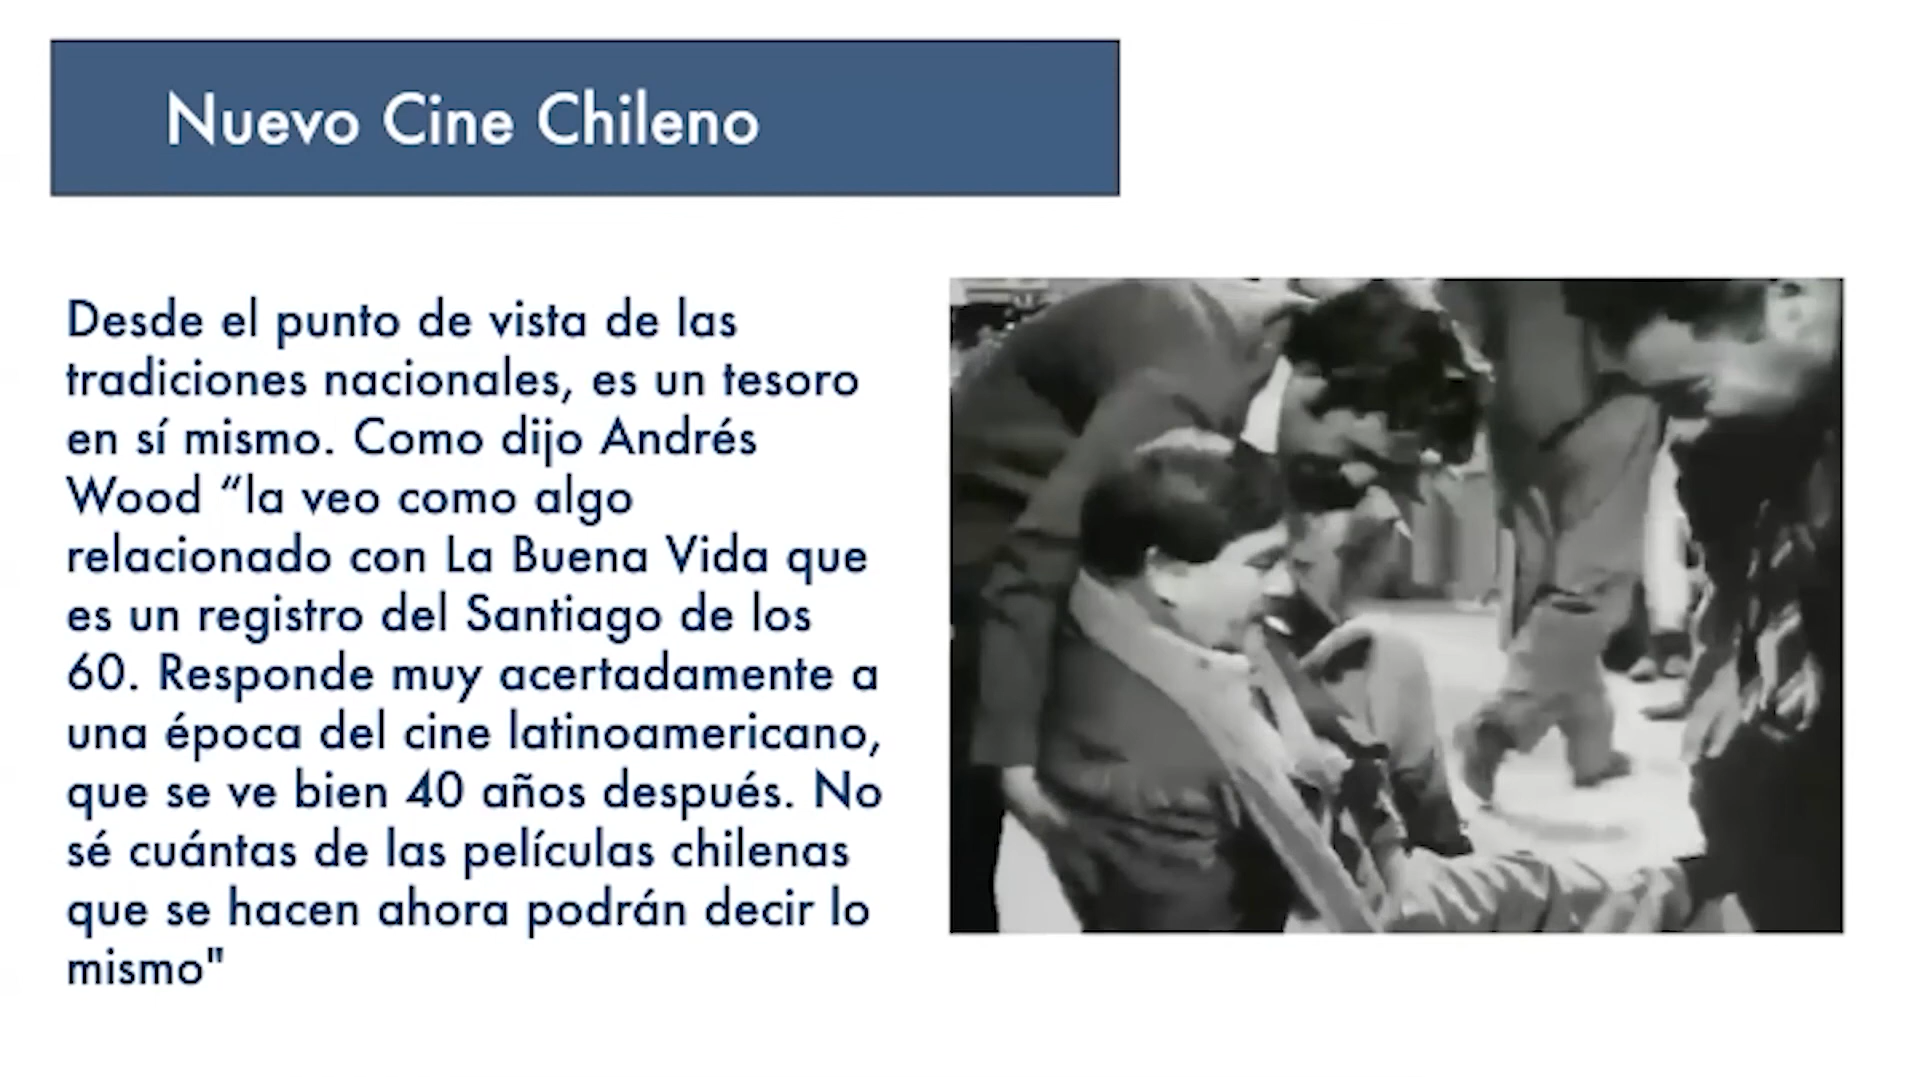 Nuevo Cine Chileno
Desde el punto de vista de las
tradiciones nacionales, es un tesoro
en sí mismo. Como dijo Andrés
Wood “la veo como algo
relacionado con La Buena Vida que
es un registro del Santiago de los
60. Responde muy acertadamente a
una época del cine latinoamericano,
que se ve bien 40 años después. No
sé cuántas de las películas chilenas
que se hacen ahora podrán decir lo
mismo"